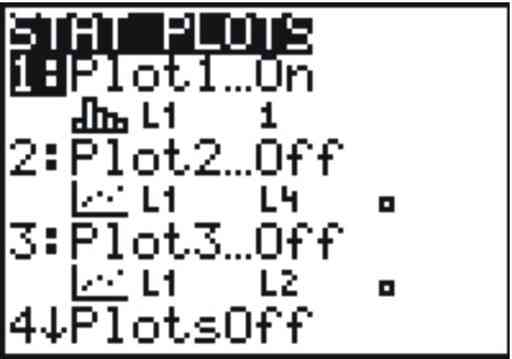 STAT PLOTS
1:Plot1…On
L1 1
2:Plot2…Off
L1 L4
3:Plot3…Off
L1 L2
4↓PlotsOff